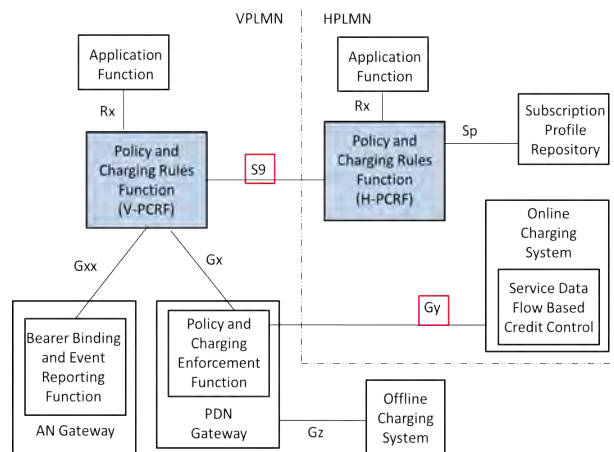 VPLMN
HPLMN
Application
Function
Application
Function
Rx
Rx
Sp
Subscription
Profile
Repository
Policy and
Charging Rules
Function
(V-PCRF)
S9
Policy and
Charging Rules
Function
(H-PCRF)
Online
Charging
System
Service Data
Flow Based
Credit Control
Gxx
Gx
Gy
Bearer Binding
and Event
Reporting
Function
AN Gateway
Policy and
Charging
Enforcement
Function
PDN
Gateway
Gz
Offline
Charging
System